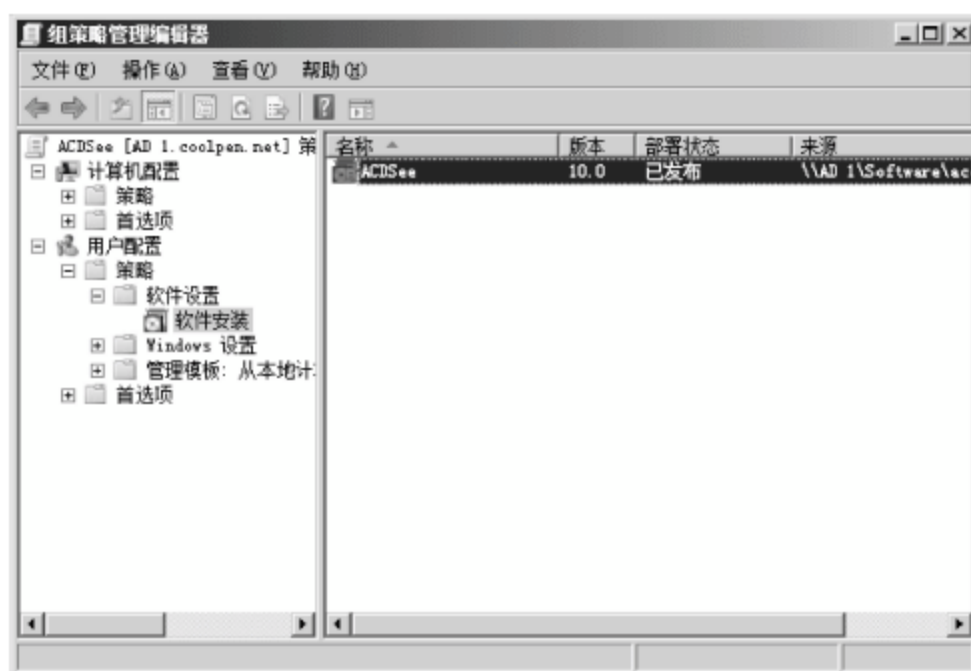 组策略管理编辑器
文件(F) 操作(A) 查看(V) 帮助(H)
ACDSee [AD 1.coolpen.net] 策
计算机配置
策略
首选项
用户配置
策略
软件设置
软件安装
Windows 设置
管理模板: 从本地计
首选项
名称 版本 部署状态 来源
ACDSee 10.0 已发布 \\AD 1\Software\ac